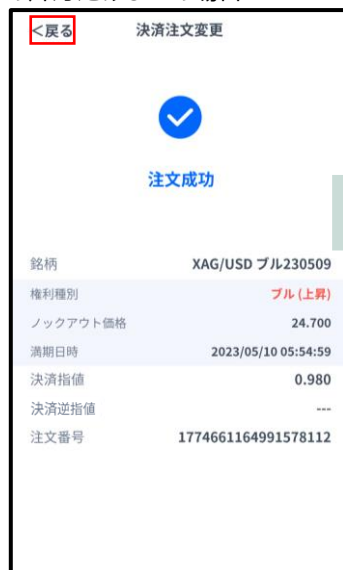 <戻る 決済注文変更
注文成功
銘柄 XAG/USD ブル230509
権利種別 ブル (上昇)
ノックアウト価格 24.700
満期日時 2023/05/10 05:54:59
決済指値 0.980
決済逆指値 ---
注文番号 1774661164991578112